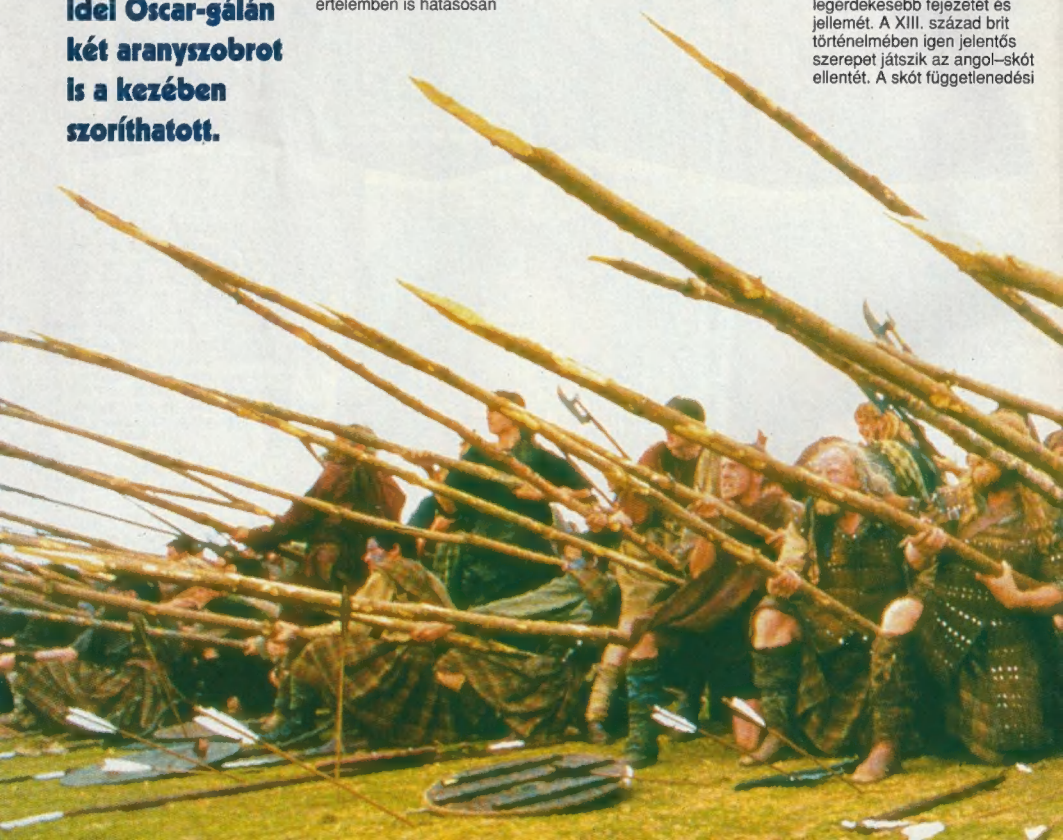 idei Oscar-gálán
két aranyszobrot
is a kezében
szoríthatott.
értelemben is hatásosan
legérdekesebb fejezetét és
jellemét. A XIII. század brit
történelmében igen jelentős
szerepet játszik az angol–skót
ellentét. A skót függetlenedési